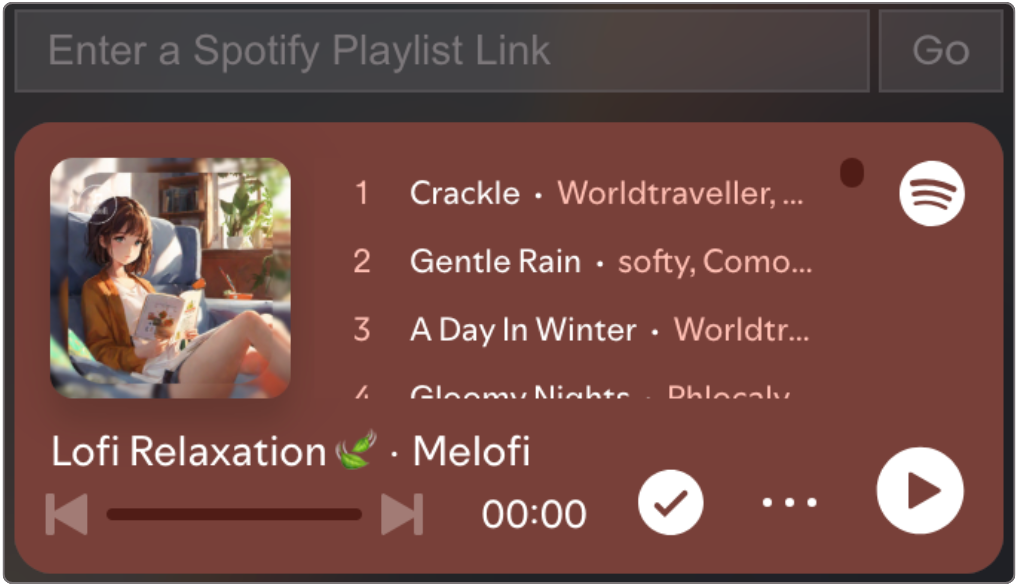 Enter a Spotify Playlist Link
Go
1 Crackle · Worldtraveller, ...
2 Gentle Rain · softy, Como...
3 A Day In Winter · Worldtr...
4 Gloomy Nights · Phlocaly
Lofi Relaxation🌿 · Melofi
00:00